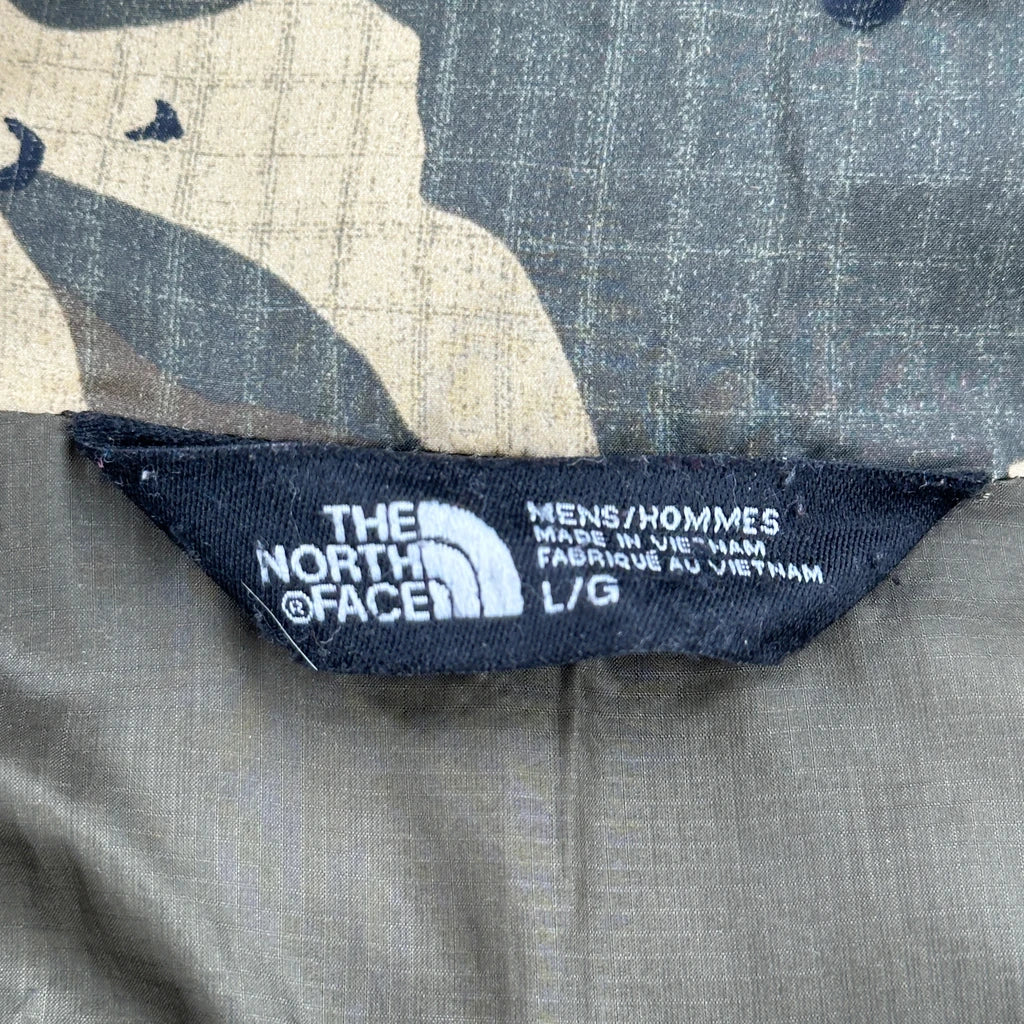 THE
NORTH
®FACE
MENS/HOMMES
MADE IN VIETNAM
FABRIQUÉ AU VIETNAM
L/G